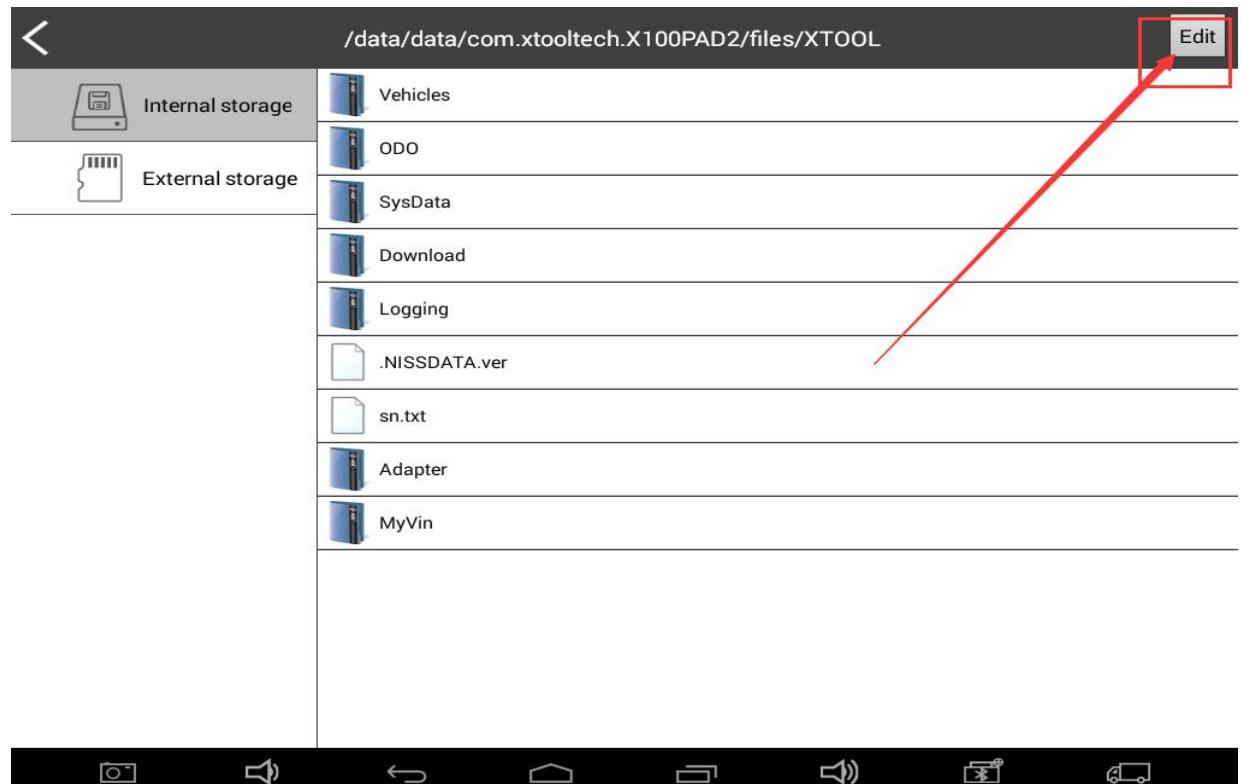 /data/data/com.xtooltech.X100PAD2/files/XTOOL
Edit
Internal storage
External storage
Vehicles
ODO
SysData
Download
Logging
.NISSDATA.ver
sn.txt
Adapter
MyVin